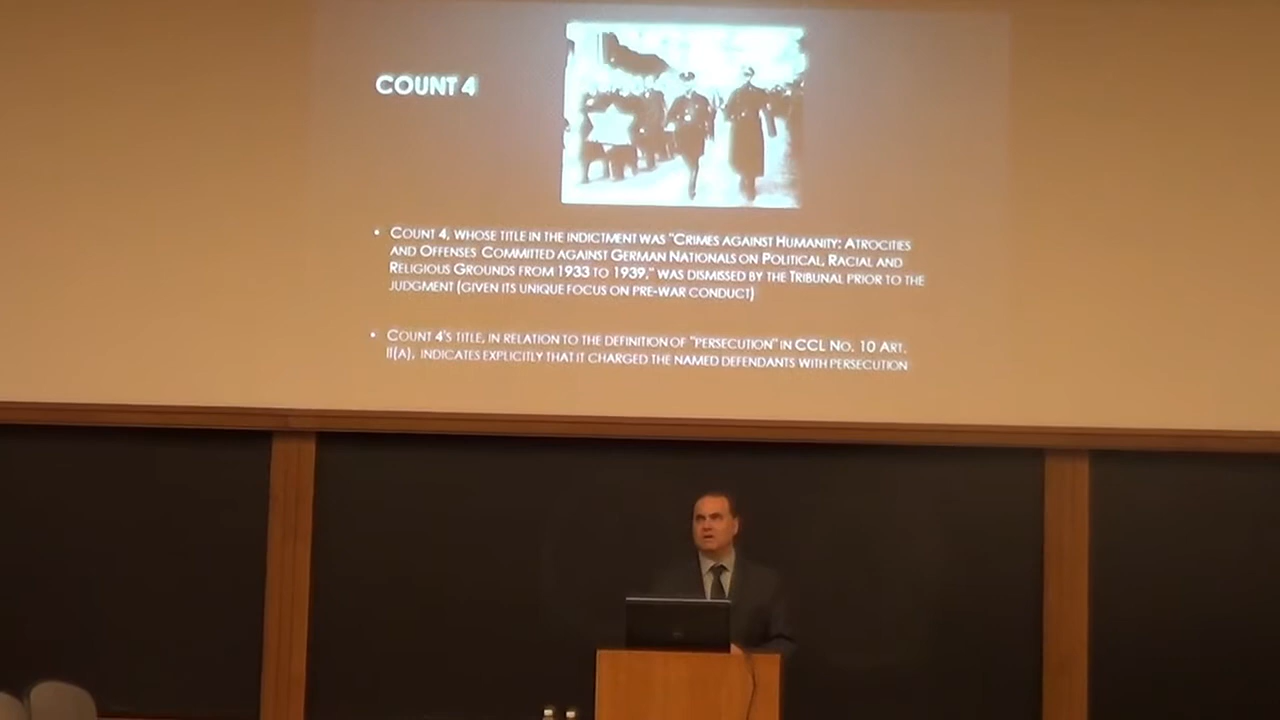 COUNT 4
• COUNT 4, WHOSE TITLE IN THE INDICTMENT WAS "CRIMES AGAINST HUMANITY: ATROCITIES
AND OFFENSES COMMITTED AGAINST GERMAN NATIONALS ON POLITICAL, RACIAL AND
RELIGIOUS GROUNDS FROM 1933 TO 1939," WAS DISMISSED BY THE TRIBUNAL PRIOR TO THE
JUDGMENT (GIVEN ITS UNIQUE FOCUS ON PRE-WAR CONDUCT)
• COUNT 4'S TITLE, IN RELATION TO THE DEFINITION OF "PERSECUTION" IN CCL NO. 10 ART.
II(A), INDICATES EXPLICITLY THAT IT CHARGED THE NAMED DEFENDANTS WITH PERSECUTION